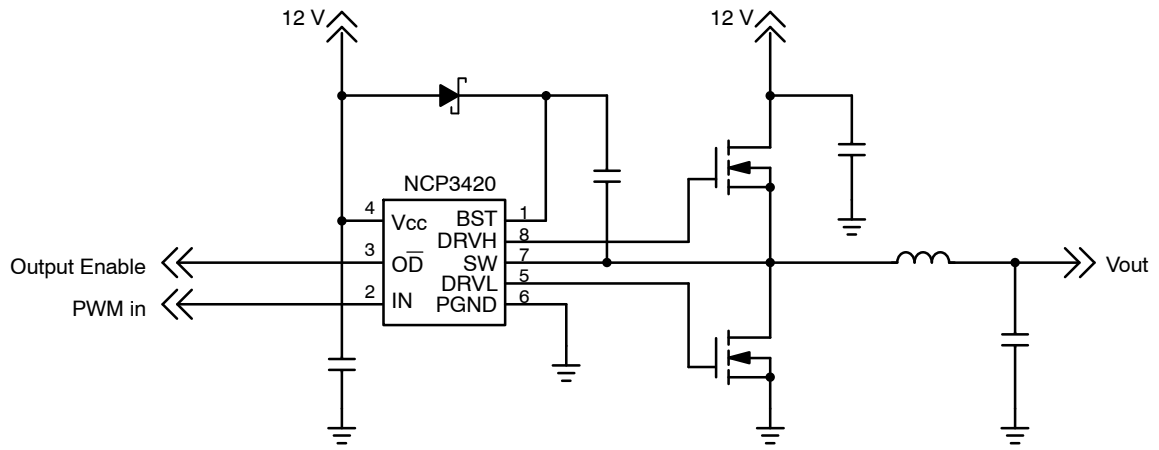 12 V
12 V
NCP3420
4
Vcc
BST
1
DRVH
8
Output Enable
3
OD̅
SW
7
Vout
DRVL
5
PWM in
2
IN
PGND
6